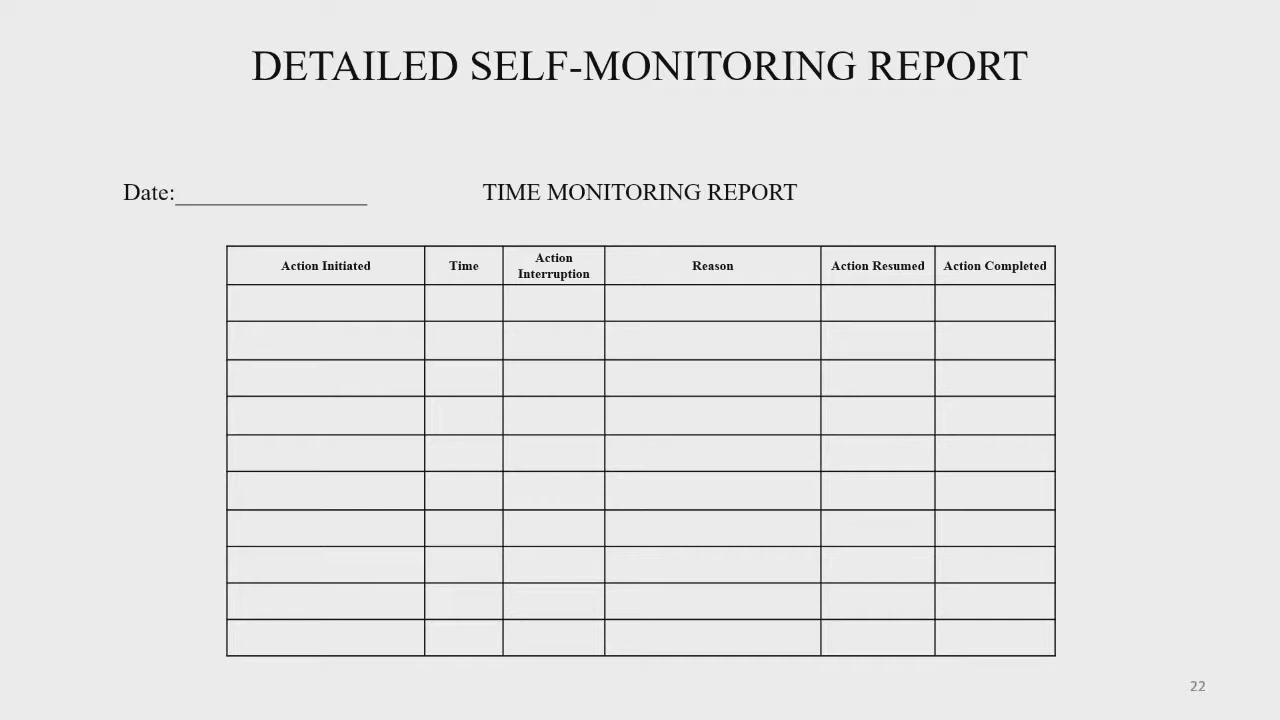 DETAILED SELF-MONITORING REPORT
Date:________________ TIME MONITORING REPORT
Action Initiated Time Action Interruption Reason Action Resumed Action Completed
22